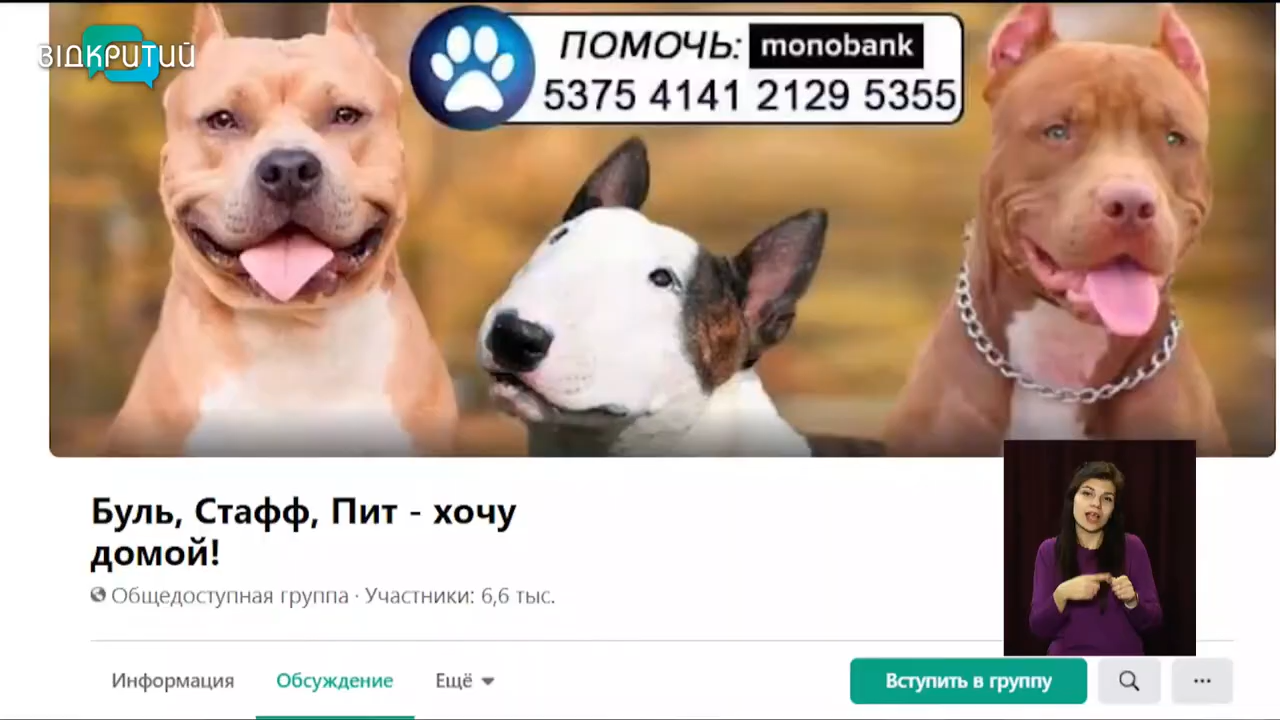 ВІДКРИТИЙ
ПОМОЧЬ: monobank
5375 4141 2129 5355
Буль, Стафф, Пит - хочу
домой!
Общедоступная группа · Участники: 6,6 тыс.
Информация Обсуждение Ещё
Вступить в группу